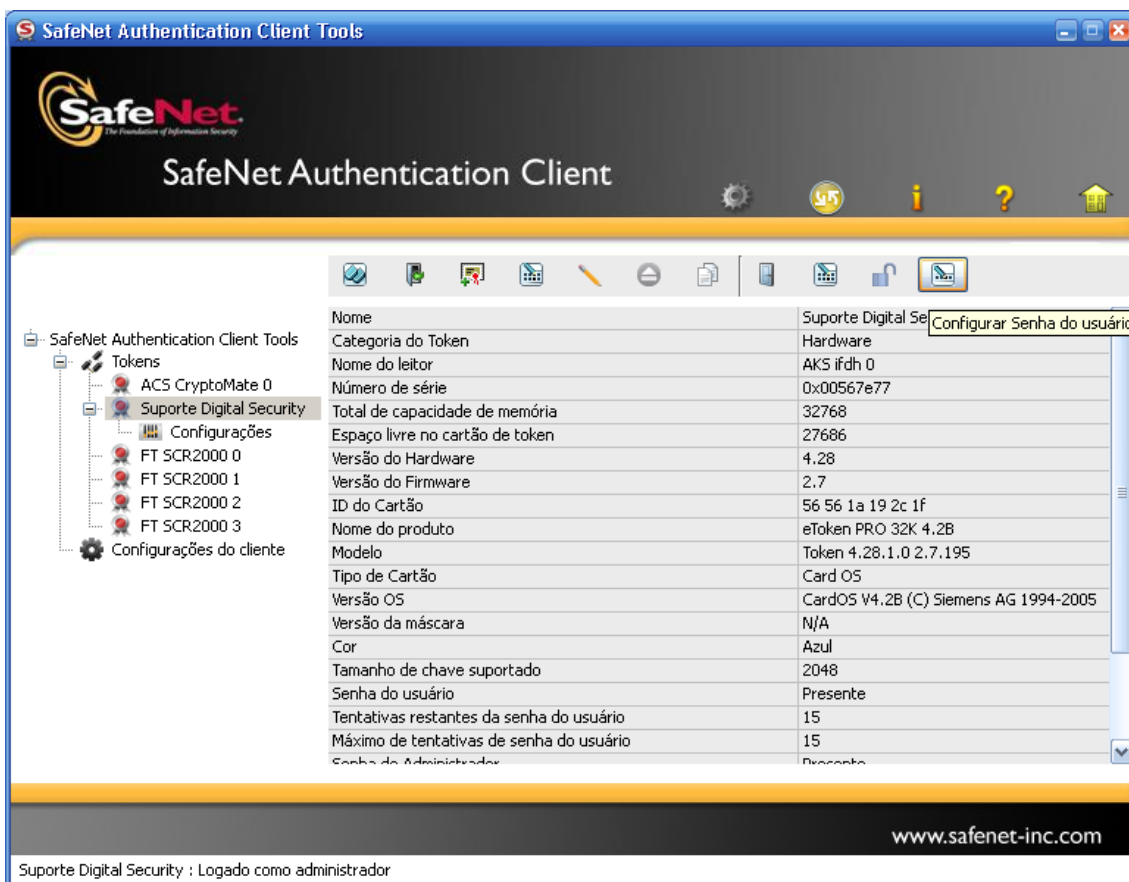 SafeNet Authentication Client Tools
SafeNet.
The Foundation of Information Security
SafeNet Authentication Client
Configurar Senha do usuário
SafeNet Authentication Client Tools
Tokens
ACS CryptoMate 0
Suporte Digital Security
Configurações
FT SCR2000 0
FT SCR2000 1
FT SCR2000 2
FT SCR2000 3
Configurações do cliente
Nome Suporte Digital Se
Categoria do Token Hardware
Nome do leitor AKS ifdh 0
Número de série 0x00567e77
Total de capacidade de memória 32768
Espaço livre no cartão de token 27686
Versão do Hardware 4.28
Versão do Firmware 2.7
ID do Cartão 56 56 1a 19 2c 1f
Nome do produto eToken PRO 32K 4.2B
Modelo Token 4.28.1.0 2.7.195
Tipo de Cartão Card OS
Versão OS CardOS V4.2B (C) Siemens AG 1994-2005
Versão da máscara N/A
Cor Azul
Tamanho de chave suportado 2048
Senha do usuário Presente
Tentativas restantes da senha do usuário 15
Máximo de tentativas de senha do usuário 15
Senha do Administrador Presente
www.safenet-inc.com
Suporte Digital Security : Logado como administrador